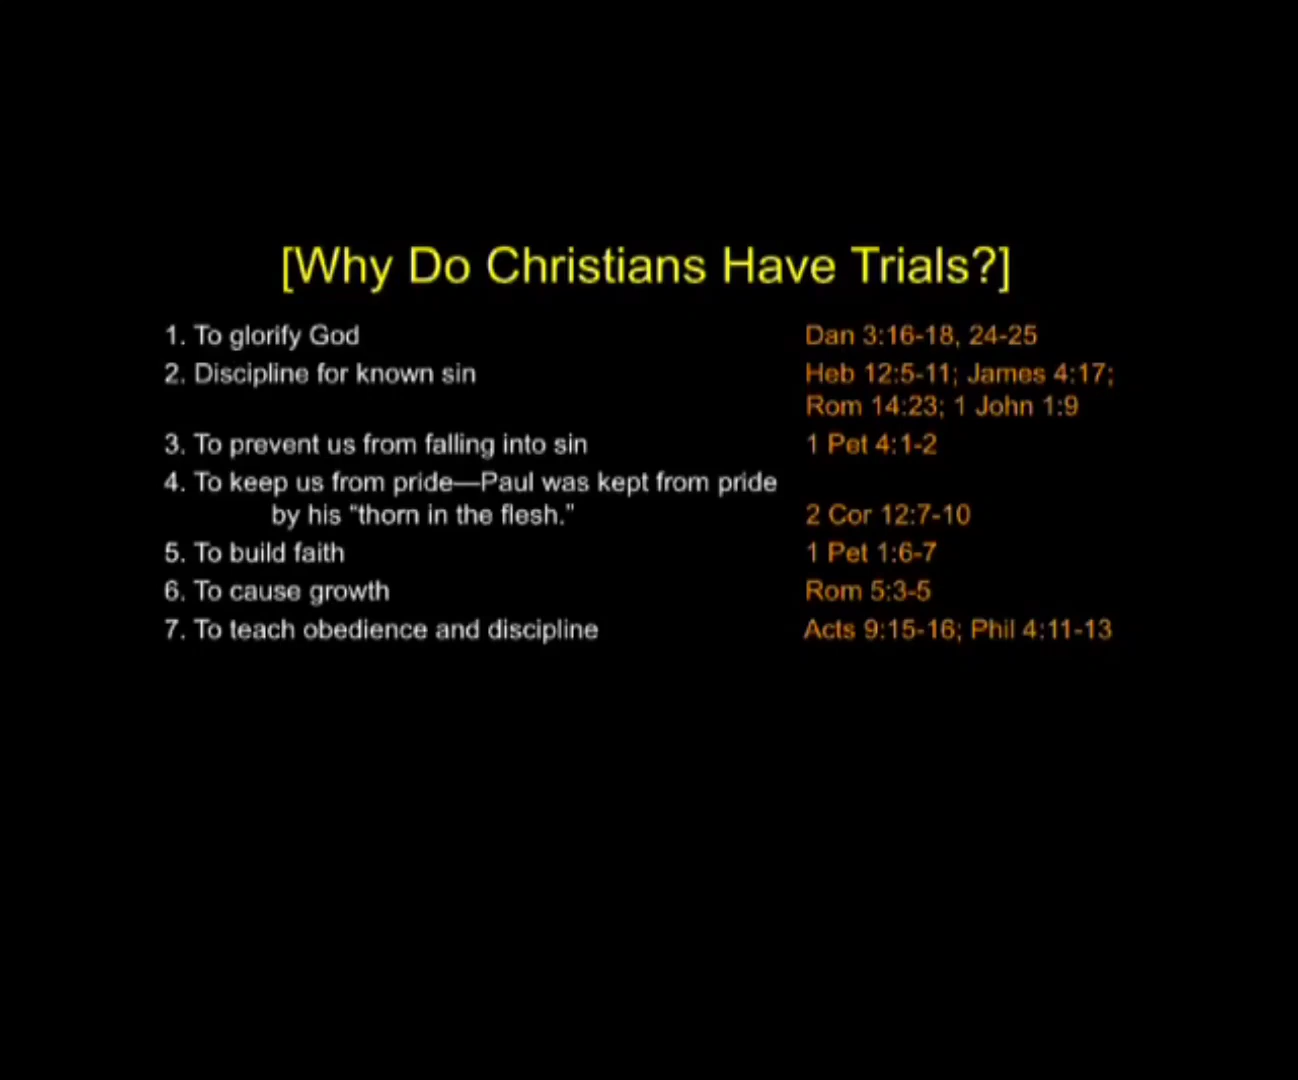 [Why Do Christians Have Trials?]
1. To glorify God Dan 3:16-18, 24-25
2. Discipline for known sin Heb 12:5-11; James 4:17;
Rom 14:23; 1 John 1:9
3. To prevent us from falling into sin 1 Pet 4:1-2
4. To keep us from pride—Paul was kept from pride
by his “thorn in the flesh.” 2 Cor 12:7-10
5. To build faith 1 Pet 1:6-7
6. To cause growth Rom 5:3-5
7. To teach obedience and discipline Acts 9:15-16; Phil 4:11-13